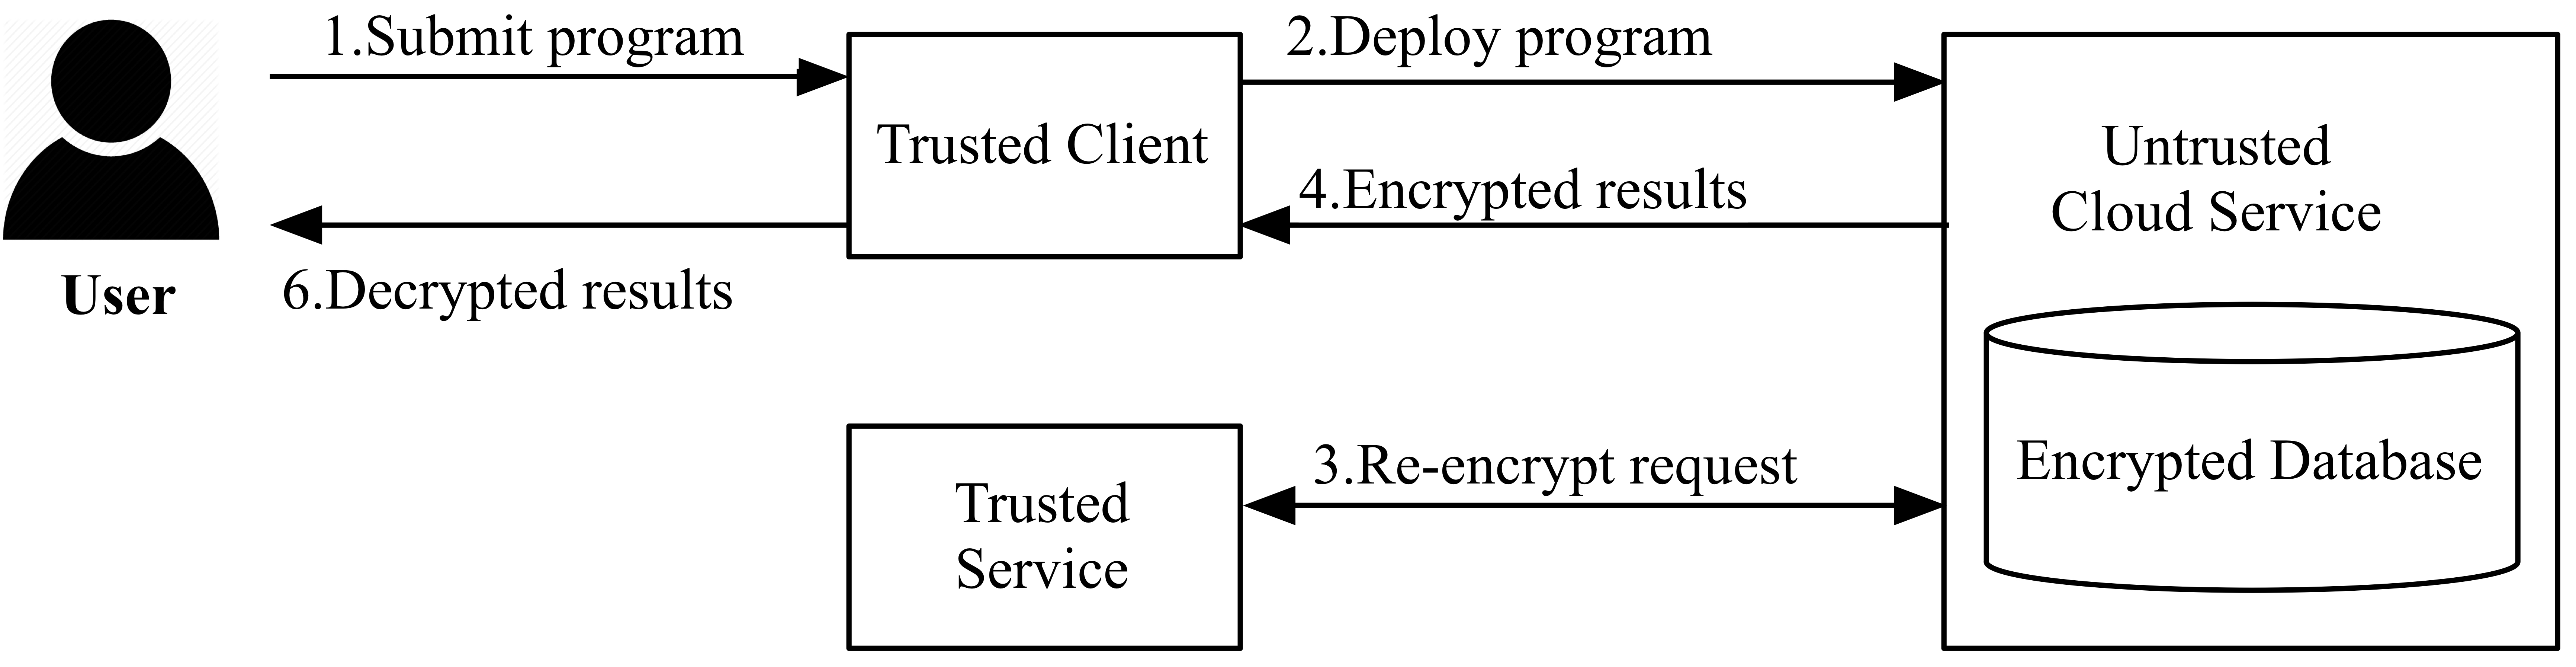 1.Submit program
2.Deploy program
Trusted Client
Untrusted
Cloud Service
4.Encrypted results
User
6.Decrypted results
Encrypted Database
3.Re-encrypt request
Trusted
Service